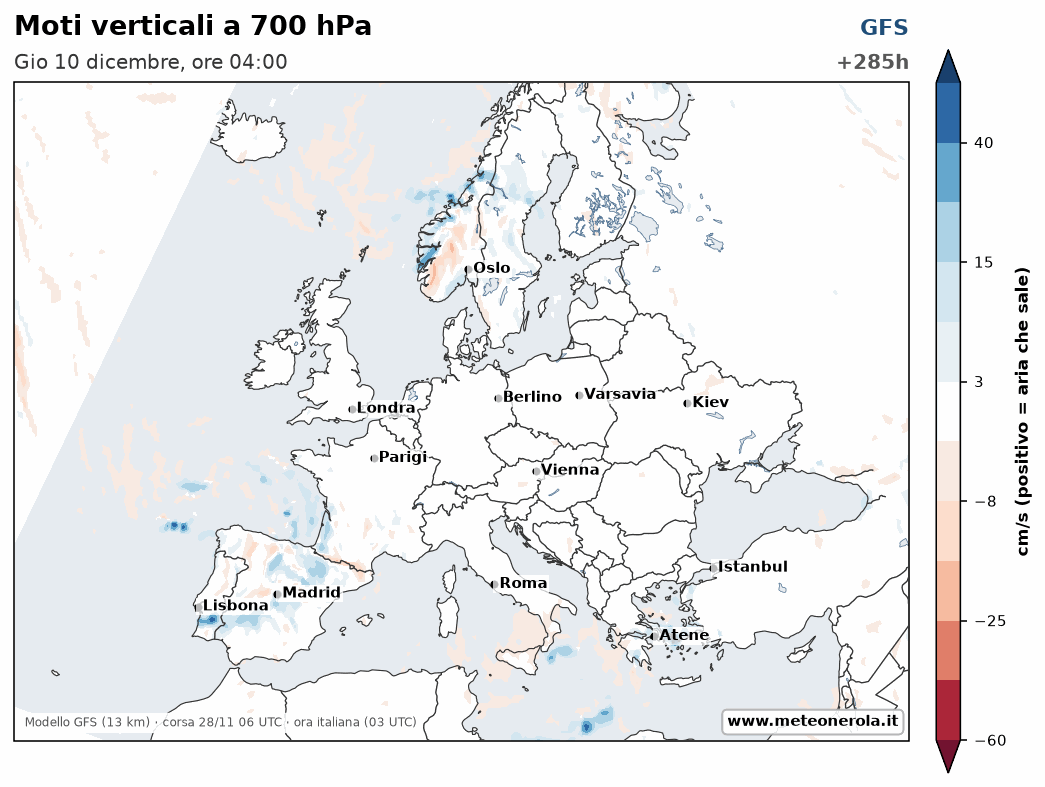 Moti verticali a 700 hPa
GFS
Gio 10 dicembre, ore 04:00
+285h
Oslo
Londra
Berlino
Varsavia
Kiev
Parigi
Vienna
Istanbul
Roma
Madrid
Lisbona
Atene
40
15
3
−8
−25
−60
cm/s (positivo = aria che sale)
Modello GFS (13 km) · corsa 28/11 06 UTC · ora italiana (03 UTC)
www.meteonerola.it